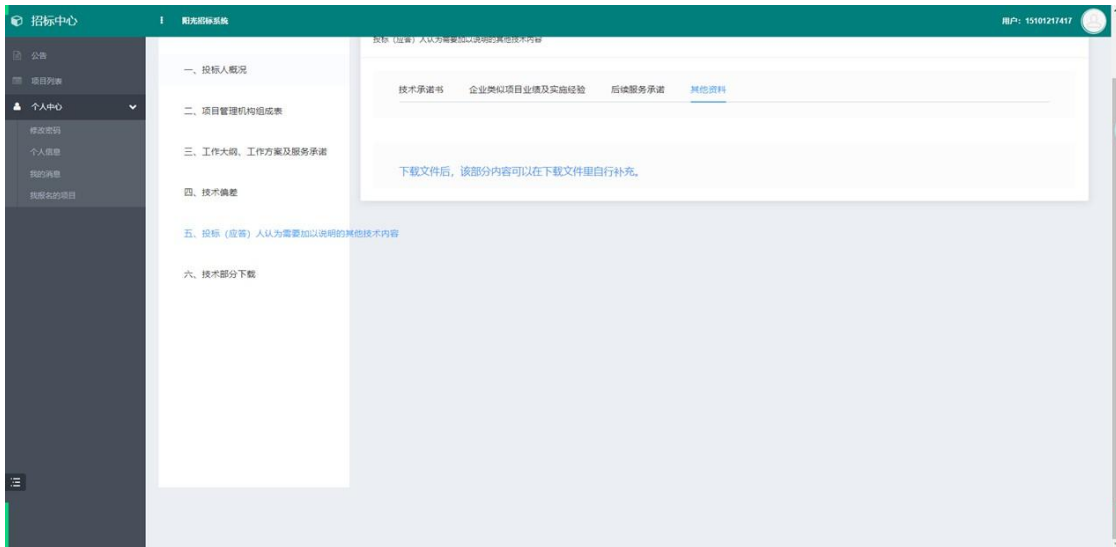 招标中心
阳光招标系统
用户：15101217417
公告
项目列表
个人中心
修改密码
个人信息
我的消息
我报名的项目
一、投标人概况
二、项目管理机构组成表
三、工作大纲、工作方案及服务承诺
四、技术偏差
五、投标（应答）人认为需要加以说明的其他技术内容
六、技术部分下载
投标（应答）人认为需要加以说明的其他技术内容
技术承诺书 企业类似项目业绩及实施经验 后续服务承诺 其他资料
下载文件后，该部分内容可以在下载文件里自行补充。